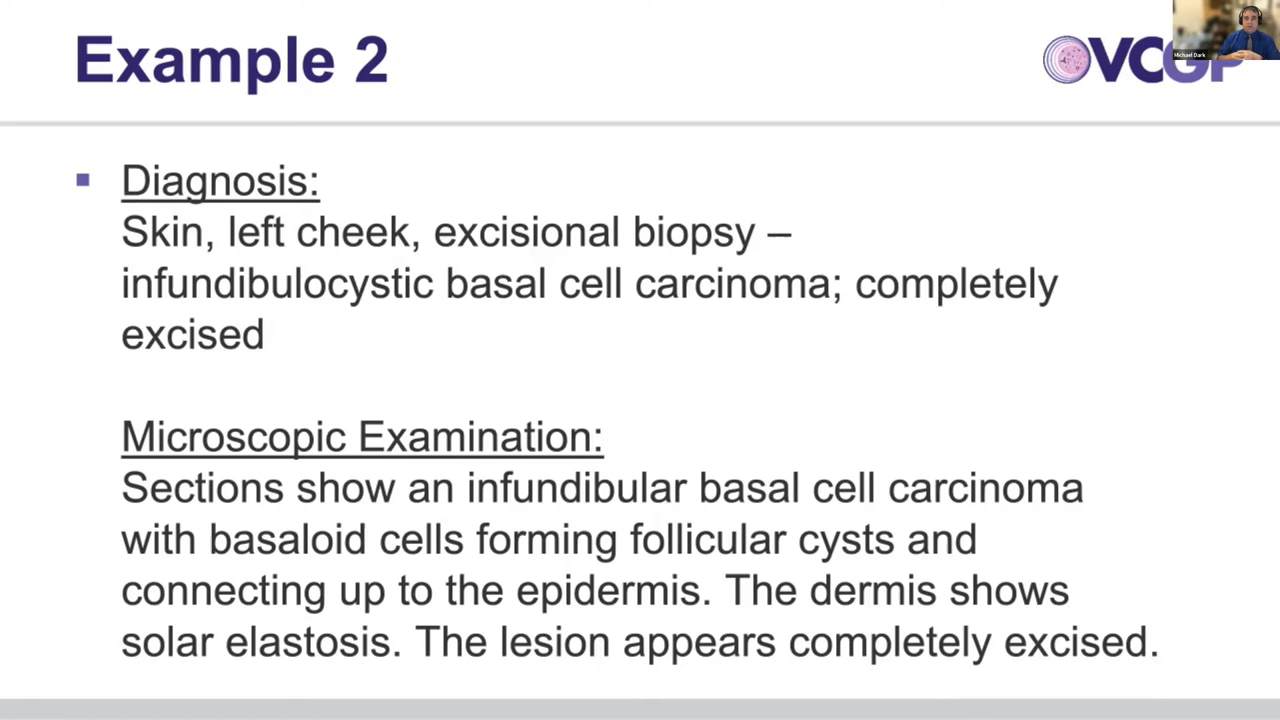 Example 2
Michael Dark
Diagnosis:
Skin, left cheek, excisional biopsy –
infundibulocystic basal cell carcinoma; completely
excised
Microscopic Examination:
Sections show an infundibular basal cell carcinoma
with basaloid cells forming follicular cysts and
connecting up to the epidermis. The dermis shows
solar elastosis. The lesion appears completely excised.